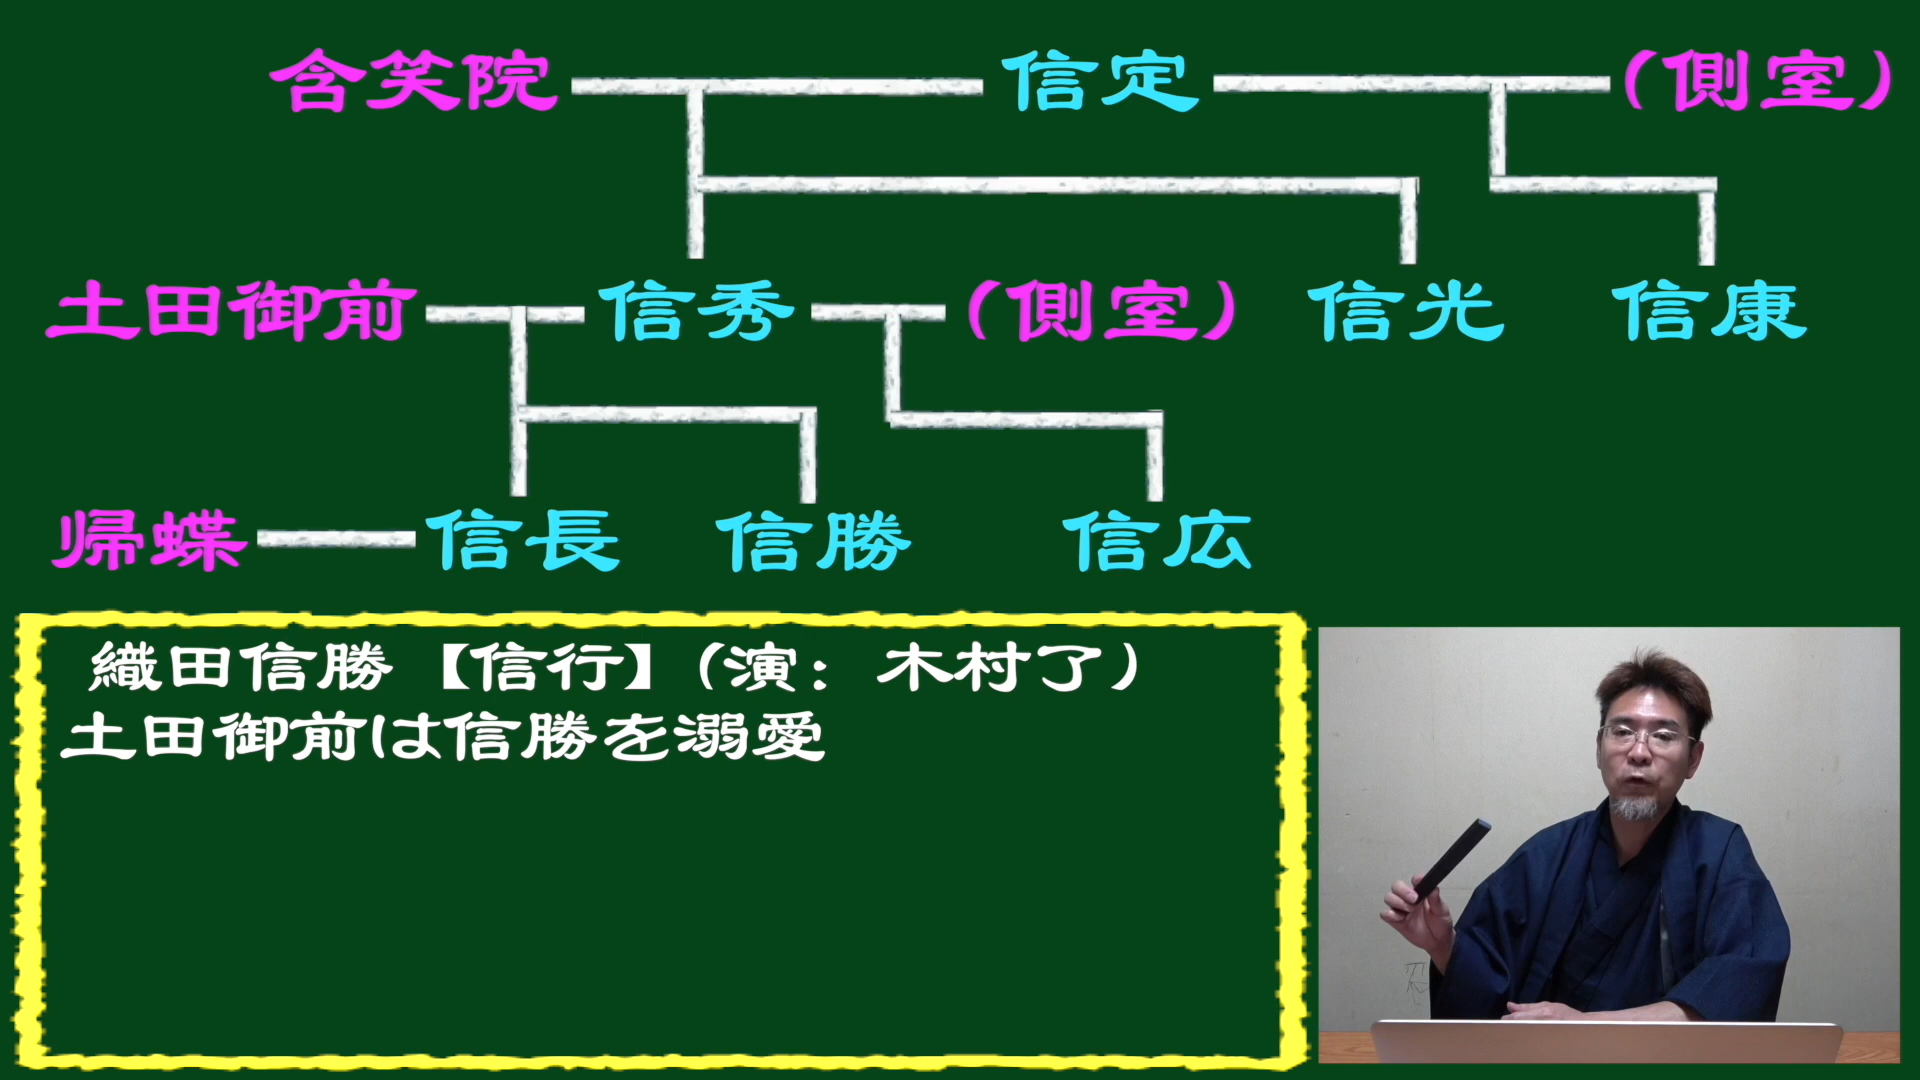 含笑院 信定 (側室)
土田御前 信秀 (側室) 信光 信康
帰蝶 信長 信勝 信広
織田信勝【信行】(演: 木村了)
土田御前は信勝を溺愛